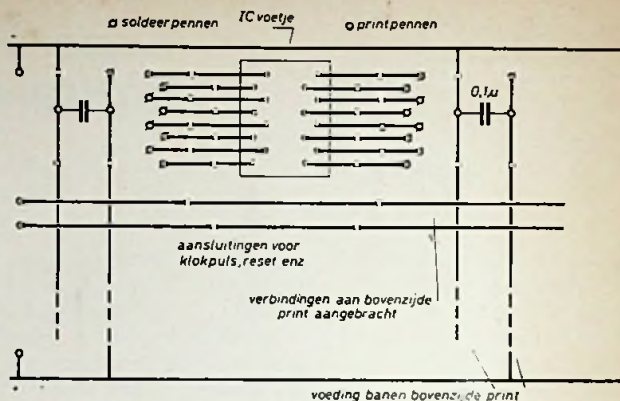 soldeerpennen
IC voetje
printpennen
0,1µ
aansluitingen voor
klokpuls, reset enz
verbindingen aan bovenzijde
print aangebracht
voeding banen bovenzijde print